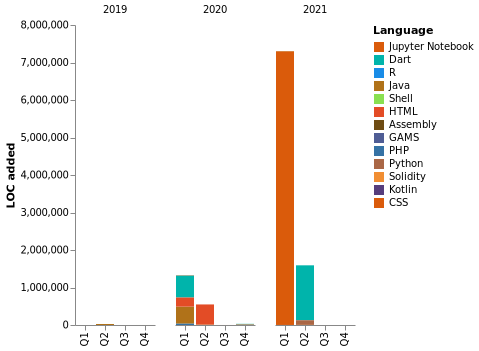 2019
2020
2021
8,000,000
7,000,000
6,000,000
5,000,000
4,000,000
3,000,000
2,000,000
1,000,000
0
LOC added
Q1 Q2 Q3 Q4
Q1 Q2 Q3 Q4
Q1 Q2 Q3 Q4
Language
Jupyter Notebook
Dart
R
Java
Shell
HTML
Assembly
GAMS
PHP
Python
Solidity
Kotlin
CSS